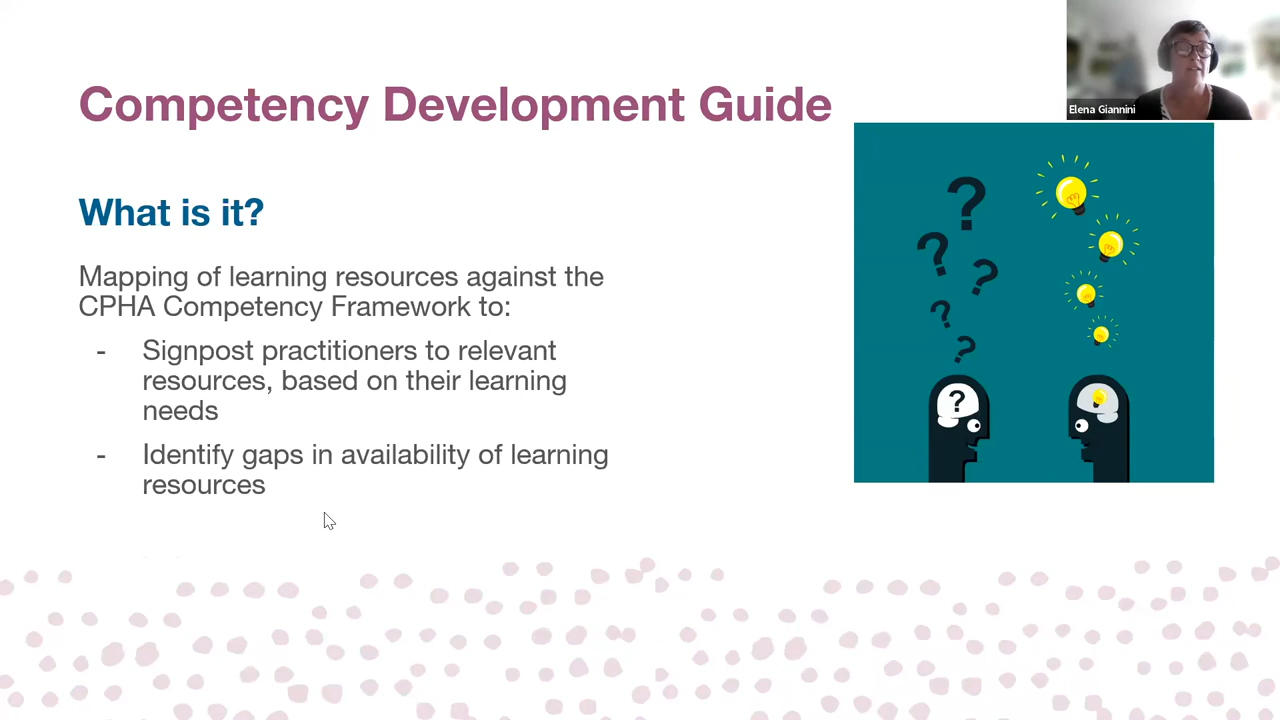 Competency Development Guide
Elena Giannini
What is it?
Mapping of learning resources against the
CPHA Competency Framework to:
- Signpost practitioners to relevant
resources, based on their learning
needs
- Identify gaps in availability of learning
resources
?
?
?
?
?
?